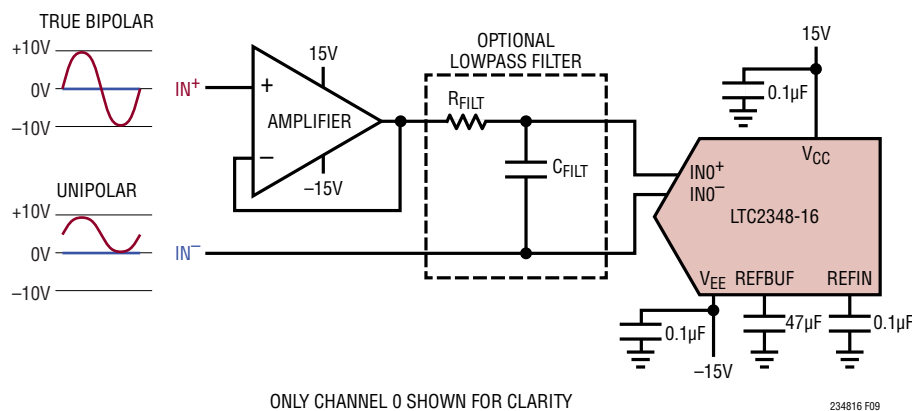 TRUE BIPOLAR
+10V
0V
–10V
IN+
UNIPOLAR
+10V
0V
–10V
IN–
15V
+
AMPLIFIER
–
–15V
OPTIONAL
LOWPASS FILTER
RFILT
CFILT
15V
0.1µF
VCC
IN0+
IN0–
LTC2348-16
VEE REFBUF REFIN
0.1µF
47µF
0.1µF
–15V
ONLY CHANNEL 0 SHOWN FOR CLARITY
234816 F09